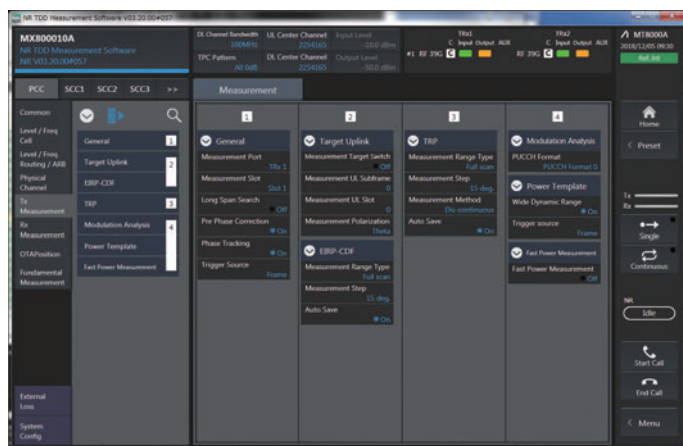 NR TDD Measurement Software V03.20.00#057
MX800010A
NR TDD Measurement Software
NR V03.20.00#057
DL Channel Bandwidth
100MHz
TPC Pattern
All 0dB
UL Center Channel
2254165
DL Center Channel
2254165
Input Level
-10.0 dBm
Output Level
-50.0 dBm
TRx1
C Input Output AUX
#1 RF 39G C
TRx2
C Input Output AUX
RF 39G C
MT8000A
2018/12/05 09:30
Ref. Int
PCC
SCC1
SCC2
SCC3
>>
Measurement
Common
Level / Freq
Cell
Level / Freq
Routing / ARB
Physical
Channel
Tx
Measurement
Rx
Measurement
OTAPosition
Fundamental
Measurement
External
Loss
System
Config
General
1
Target Uplink
2
EIRP-CDF
TRP
3
Modulation Analysis
4
Power Template
Fast Power Measurement
1
General
Measurement Port
TRx 1
Measurement Slot
Slot 1
Long Span Search
Off
Pre Phase Correction
On
Phase Tracking
On
Trigger Source
Frame
2
Target Uplink
Measurement Target Switch
Off
Measurement UL Subframe
0
Measurement UL Slot
0
Measurement Polarization
Theta
EIRP-CDF
Measurement Range Type
Full scan
Measurement Step
15 deg.
Auto Save
On
3
TRP
Measurement Range Type
Full scan
Measurement Step
15 deg.
Measurement Method
Dis-continuous
Auto Save
On
4
Modulation Analysis
PUCCH Format
PUCCH Format 0
Power Template
Wide Dynamic Range
On
Trigger source
Frame
Fast Power Measurement
Fast Power Measurement
Off
Home
Preset
Tx
Rx
Single
Continuous
NR
Idle
Start Call
End Call
Menu